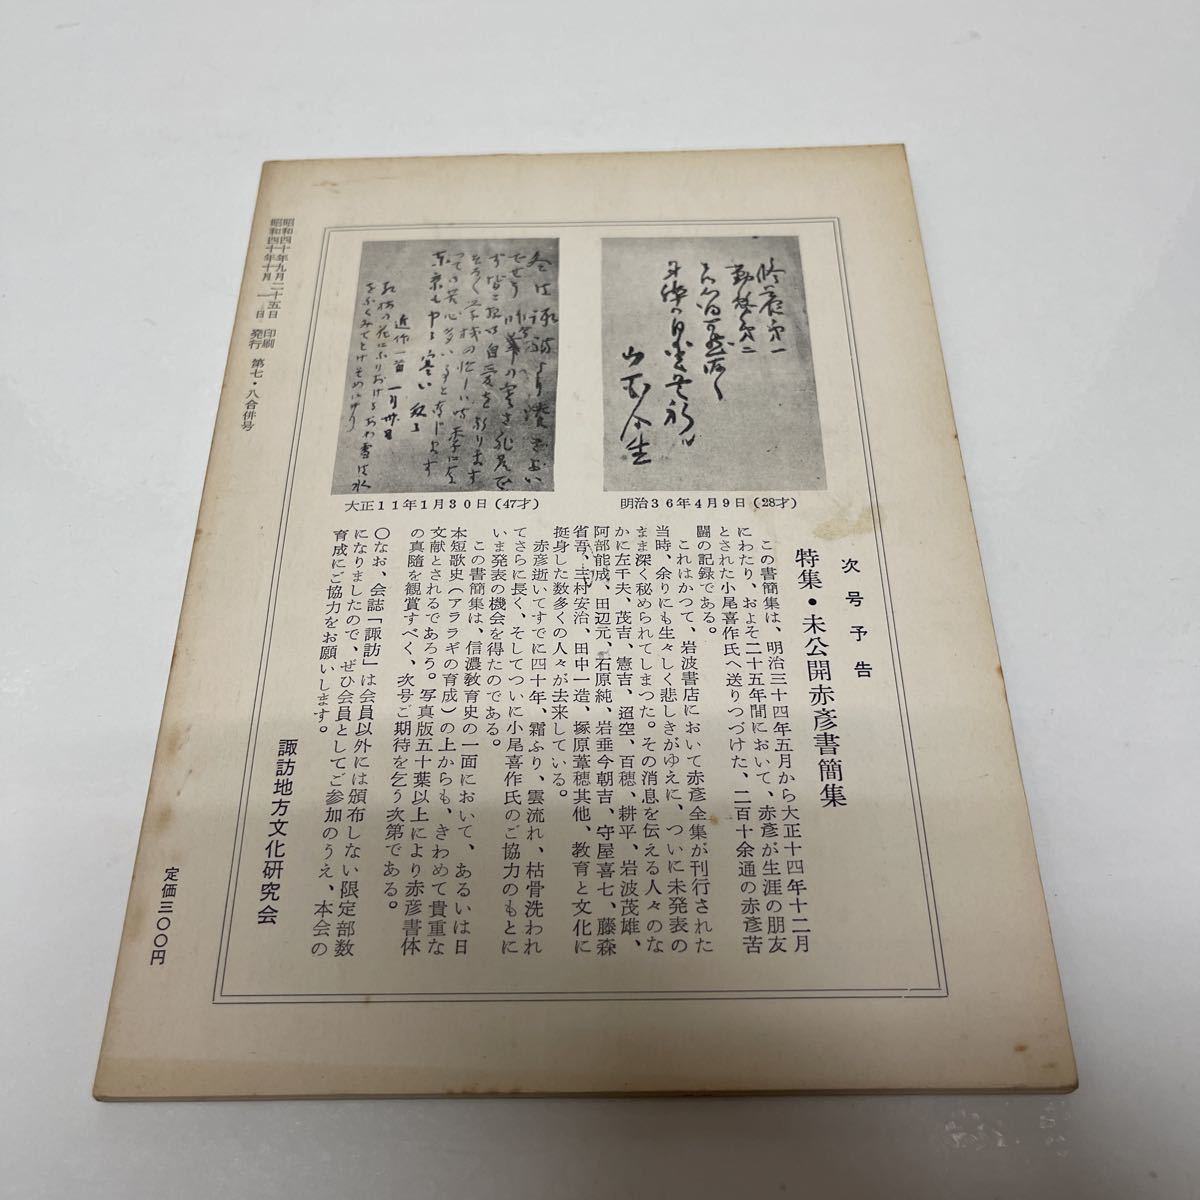 次号予告
特集・未公開赤彦書簡集
この書簡集は、明治三十四年五月から大正十四年十二月
にわたり、およそ二十五年間において、赤彦が生涯の朋友
とされた小尾喜作氏へ送りつづけた、二百十余通の赤彦苦
闘の記録である。
これはかつて、岩波書店において赤彦全集が刊行された
当時、余りにも生々しく悲しきがゆえに、ついに未発表の
まま深く秘められてしまつた。その消息を伝える人々のな
かに左千夫、茂吉、憲吉、迢空、百穂、耕平、岩波茂雄、
阿部能成、田辺元、石原純、岩垂今朝吉、守屋喜七、藤森
省吾、三村安治、田中一造、塚原葦穂其他、教育と文化に
挺身した数多くの人々が去来している。
赤彦逝いてすでに四十年、霜ふり、雲流れ、枯骨洗われ
てさらに長く、そしてついに小尾喜作氏のご協力のもとに
いま発表の機会を得たのである。
この書簡集は、信濃教育史の一面において、あるいは日
本短歌史(アララギの育成)の上からも、きわめて貴重な
文献とされるであろう。写真版五十葉以上により赤彦書体
の真随を観賞すべく、次号ご期待を乞う次第である。
〇なお、会誌「諏訪」は会員以外には頒布しない限定部数
になりましたので、ぜひ会員としてご参加のうえ、本会の
育成にご協力をお願いします。
諏訪地方文化研究会
明治36年4月9日(28才)
大正11年1月30日(47才)
昭和四十年九月二十五日 印刷
昭和四十年十月一日 発行
第七・八合併号
定価三〇〇円